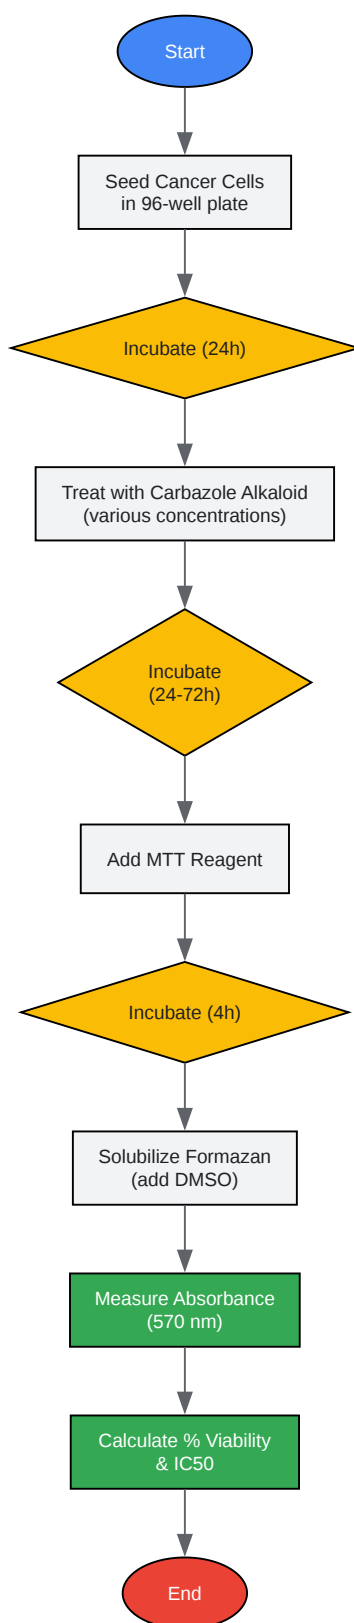 Start
Seed Cancer Cells
in 96-well plate
Incubate (24h)
Treat with Carbazole Alkaloid
(various concentrations)
Incubate
(24-72h)
Add MTT Reagent
Incubate (4h)
Solubilize Formazan
(add DMSO)
Measure Absorbance
(570 nm)
Calculate % Viability
& IC50
End